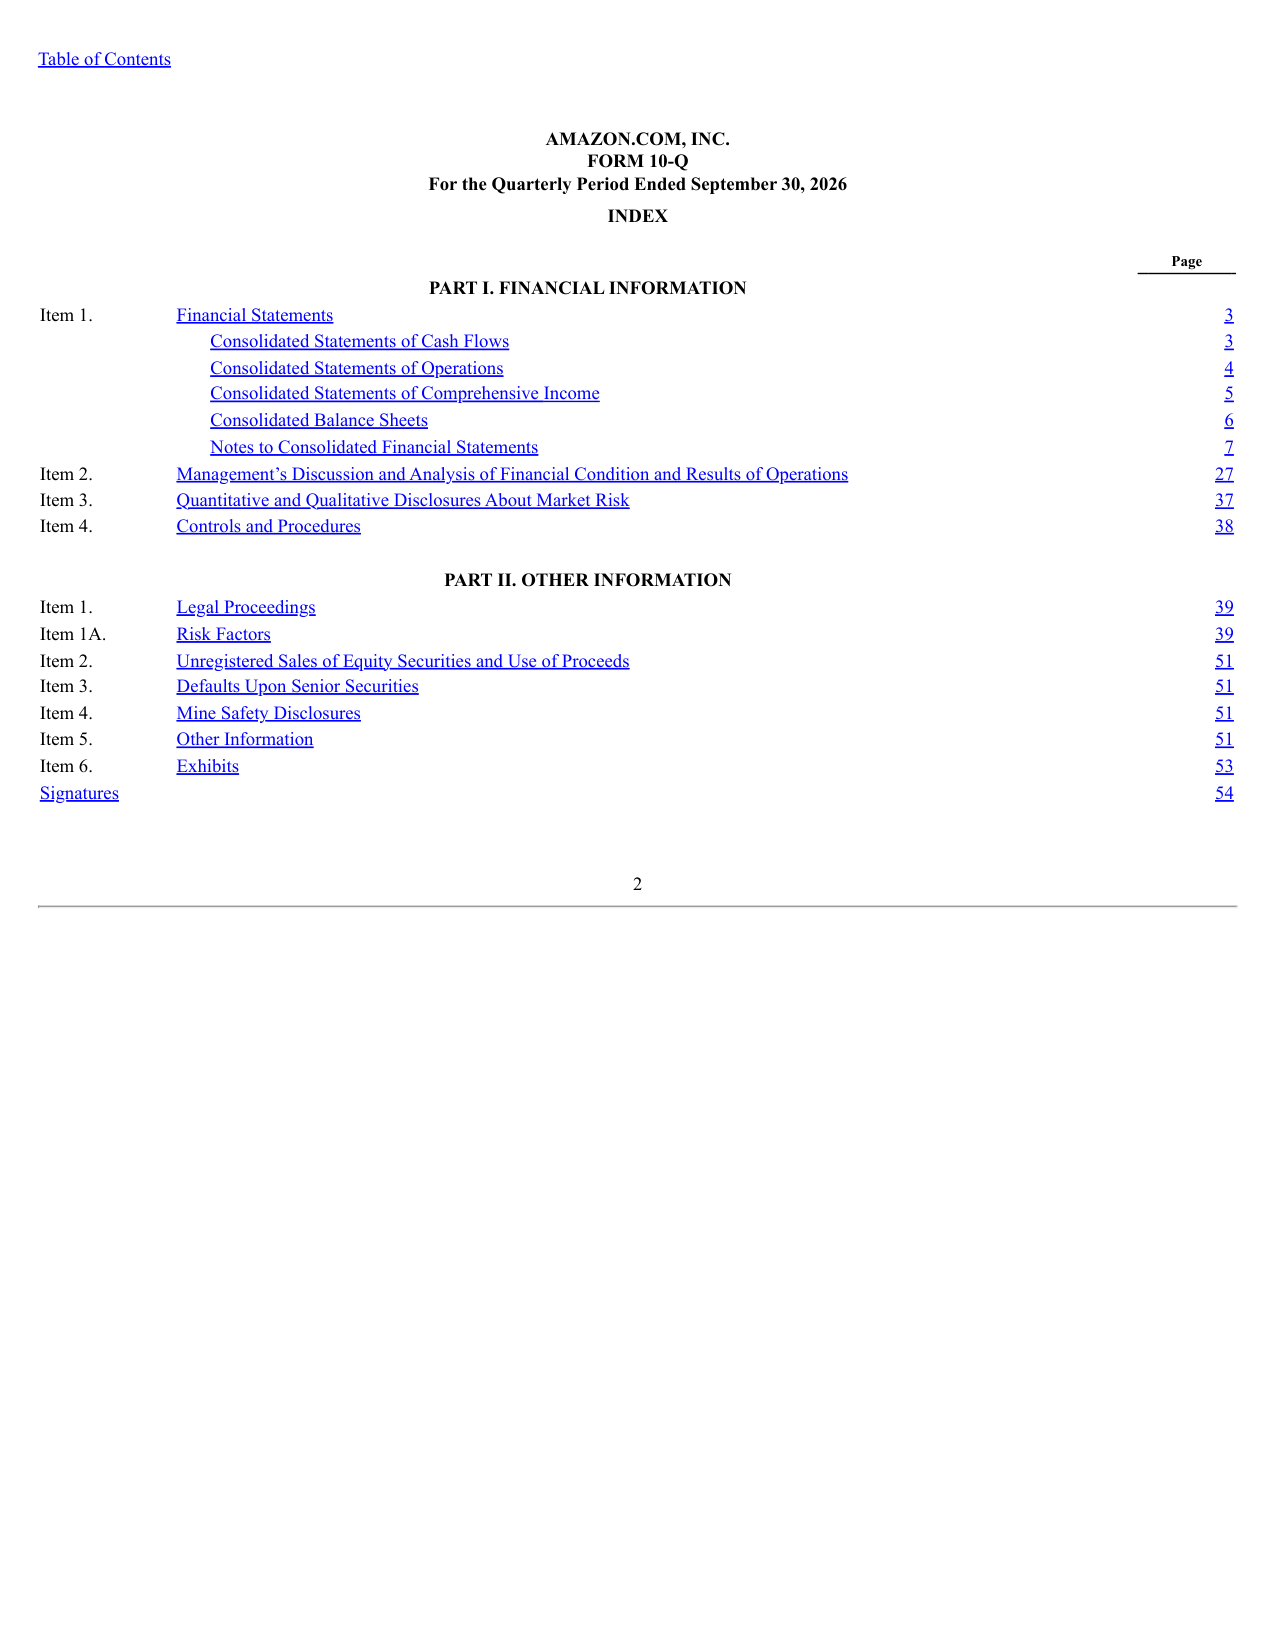 Table of Contents
AMAZON.COM, INC.
FORM 10-Q
For the Quarterly Period Ended September 30, 2026
INDEX
Page
PART I. FINANCIAL INFORMATION
Item 1. Financial Statements 3
Consolidated Statements of Cash Flows 3
Consolidated Statements of Operations 4
Consolidated Statements of Comprehensive Income 5
Consolidated Balance Sheets 6
Notes to Consolidated Financial Statements 7
Item 2. Management’s Discussion and Analysis of Financial Condition and Results of Operations 27
Item 3. Quantitative and Qualitative Disclosures About Market Risk 37
Item 4. Controls and Procedures 38
PART II. OTHER INFORMATION
Item 1. Legal Proceedings 39
Item 1A. Risk Factors 39
Item 2. Unregistered Sales of Equity Securities and Use of Proceeds 51
Item 3. Defaults Upon Senior Securities 51
Item 4. Mine Safety Disclosures 51
Item 5. Other Information 51
Item 6. Exhibits 53
Signatures 54
2